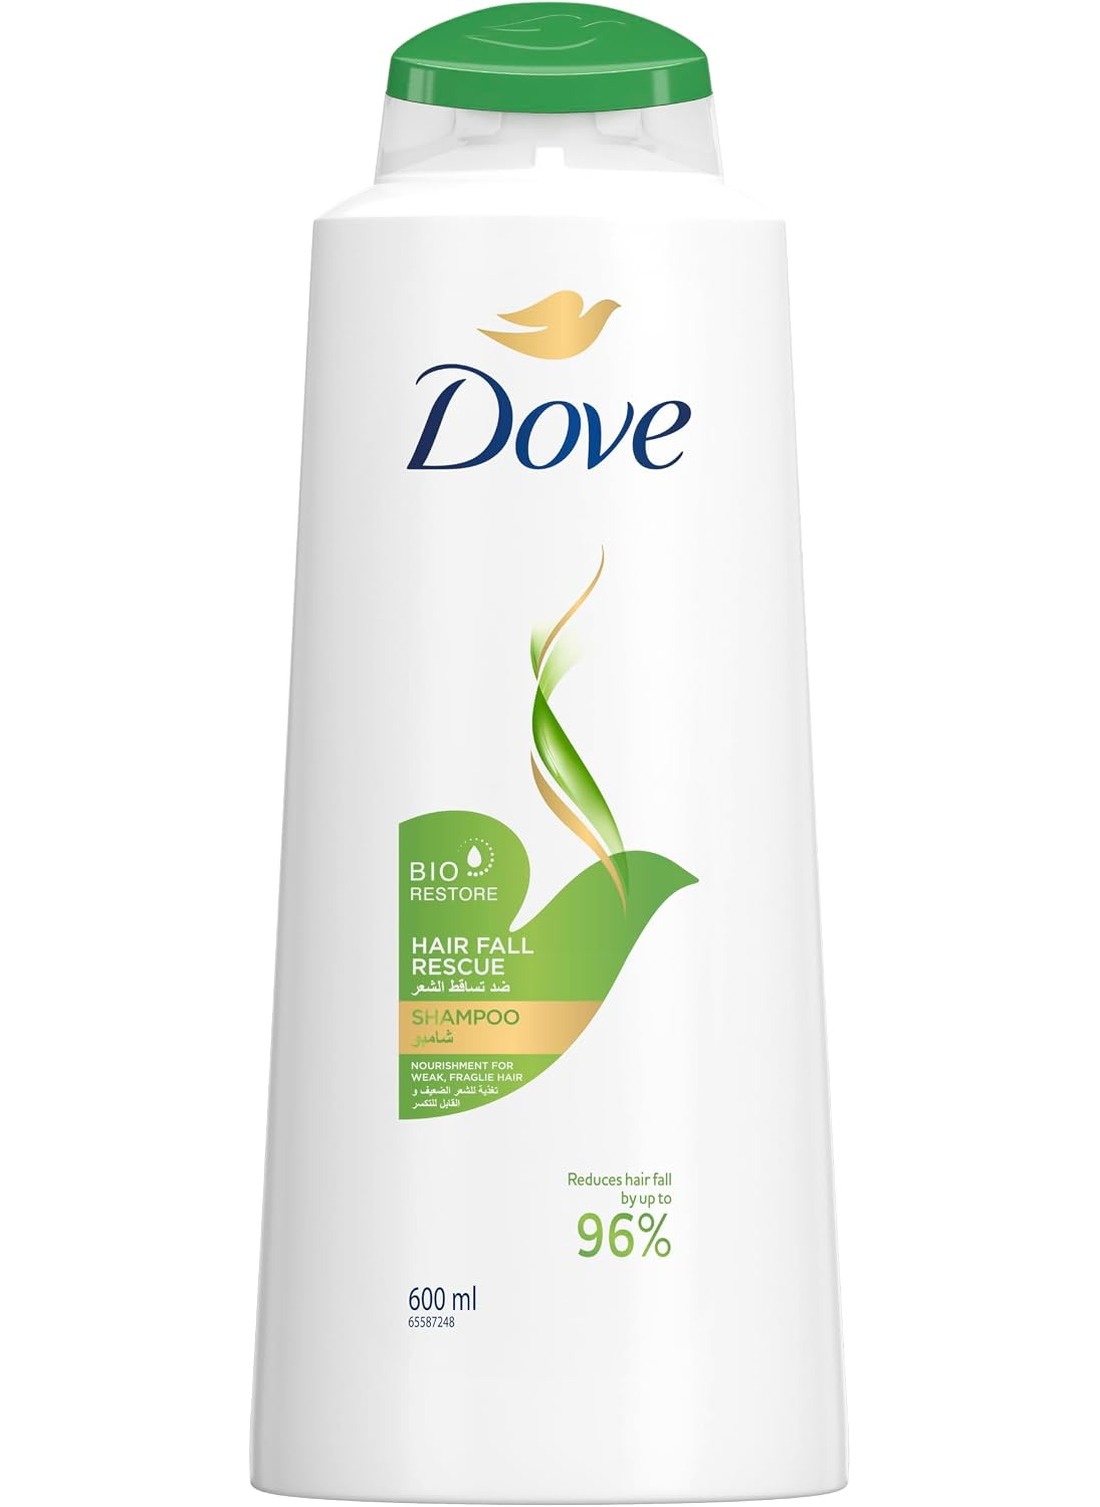 Dove
BIO
RESTORE
HAIR FALL
RESCUE
ضد تساقط الشعر
SHAMPOO
شامبو
NOURISHMENT FOR
WEAK, FRAGLIE HAIR
تغذية للشعر الضعيف و
القابل للتكسر
Reduces hair fall
by up to
96%
600 ml
65587248